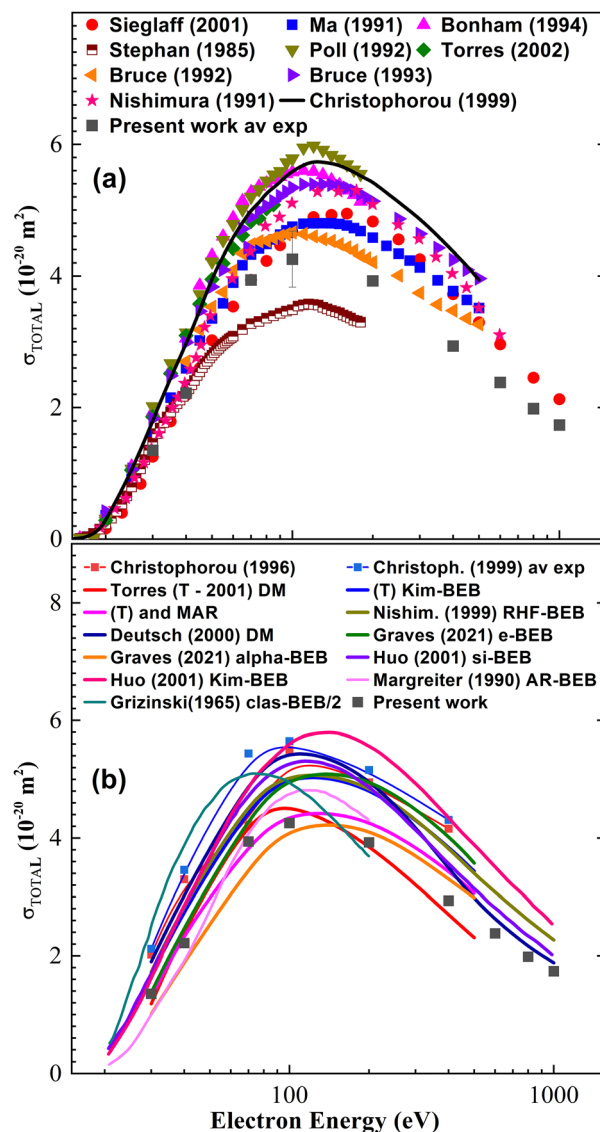 Sieglaff (2001) Ma (1991) Bonham (1994)
Stephan (1985) Poll (1992) Torres (2002)
Bruce (1992) Bruce (1993)
Nishimura (1991) Christophorou (1999)
Present work av exp
6
(a)
4
2
0
σTOTAL (10⁻²⁰ m²)
Christophorou (1996) Christoph. (1999) av exp
Torres (T - 2001) DM (T) Kim-BEB
(T) and MAR Nishim. (1999) RHF-BEB
Deutsch (2000) DM Graves (2021) e-BEB
Graves (2021) alpha-BEB Huo (2001) si-BEB
Huo (2001) Kim-BEB Margreiter (1990) AR-BEB
Grizinski(1965) clas-BEB/2 Present work
8
6
(b)
4
2
0
σTOTAL (10⁻²⁰ m²)
100 1000
Electron Energy (eV)